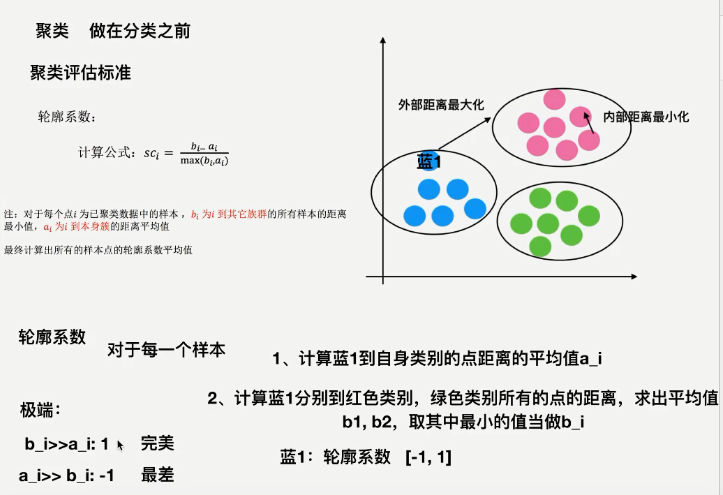 聚类 做在分类之前
聚类评估标准
轮廓系数：
计算公式：sc_i = (b_i − a_i) / max(b_i,a_i)
注：对于每个点i 为已聚类数据中的样本，b_i 为i 到其它族群的所有样本的距离
最小值，a_i 为i 到本身簇的距离平均值
最终计算出所有的样本点的轮廓系数平均值
外部距离最大化
内部距离最小化
蓝1
轮廓系数
对于每一个样本
1、计算蓝1到自身类别的点距离的平均值a_i
2、计算蓝1分别到红色类别，绿色类别所有的点的距离，求出平均值
b1, b2，取其中最小的值当做b_i
极端：
b_i>>a_i: 1 完美
a_i>> b_i: -1 最差
蓝1：轮廓系数 [-1, 1]